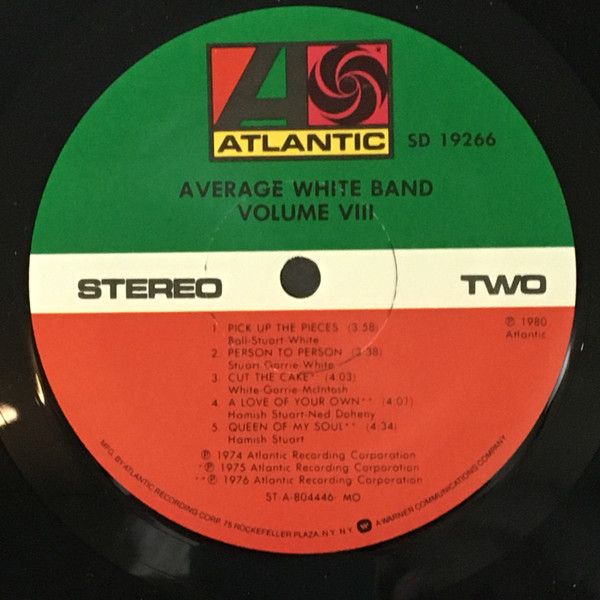 ATLANTIC
SD 19266
AVERAGE WHITE BAND
VOLUME VIII
STEREO
TWO
℗ 1980
Atlantic
1. PICK UP THE PIECES (3:58)
Ball-Stuart-White
2. PERSON TO PERSON (3:38)
Stuart-Gorrie-White
3. CUT THE CAKE* (4:03)
White-Gorrie-McIntosh
4. A LOVE OF YOUR OWN** (4:01)
Hamish Stuart-Ned Doheny
5. QUEEN OF MY SOUL** (4:34)
Hamish Stuart
℗ 1974 Atlantic Recording Corporation
*℗ 1975 Atlantic Recording Corporation
**℗ 1976 Atlantic Recording Corporation
ST-A-804446- MO
MFG. BY ATLANTIC RECORDING CORP. 75 ROCKEFELLER PLAZA, N.Y. N.Y. A WARNER COMMUNICATIONS COMPANY